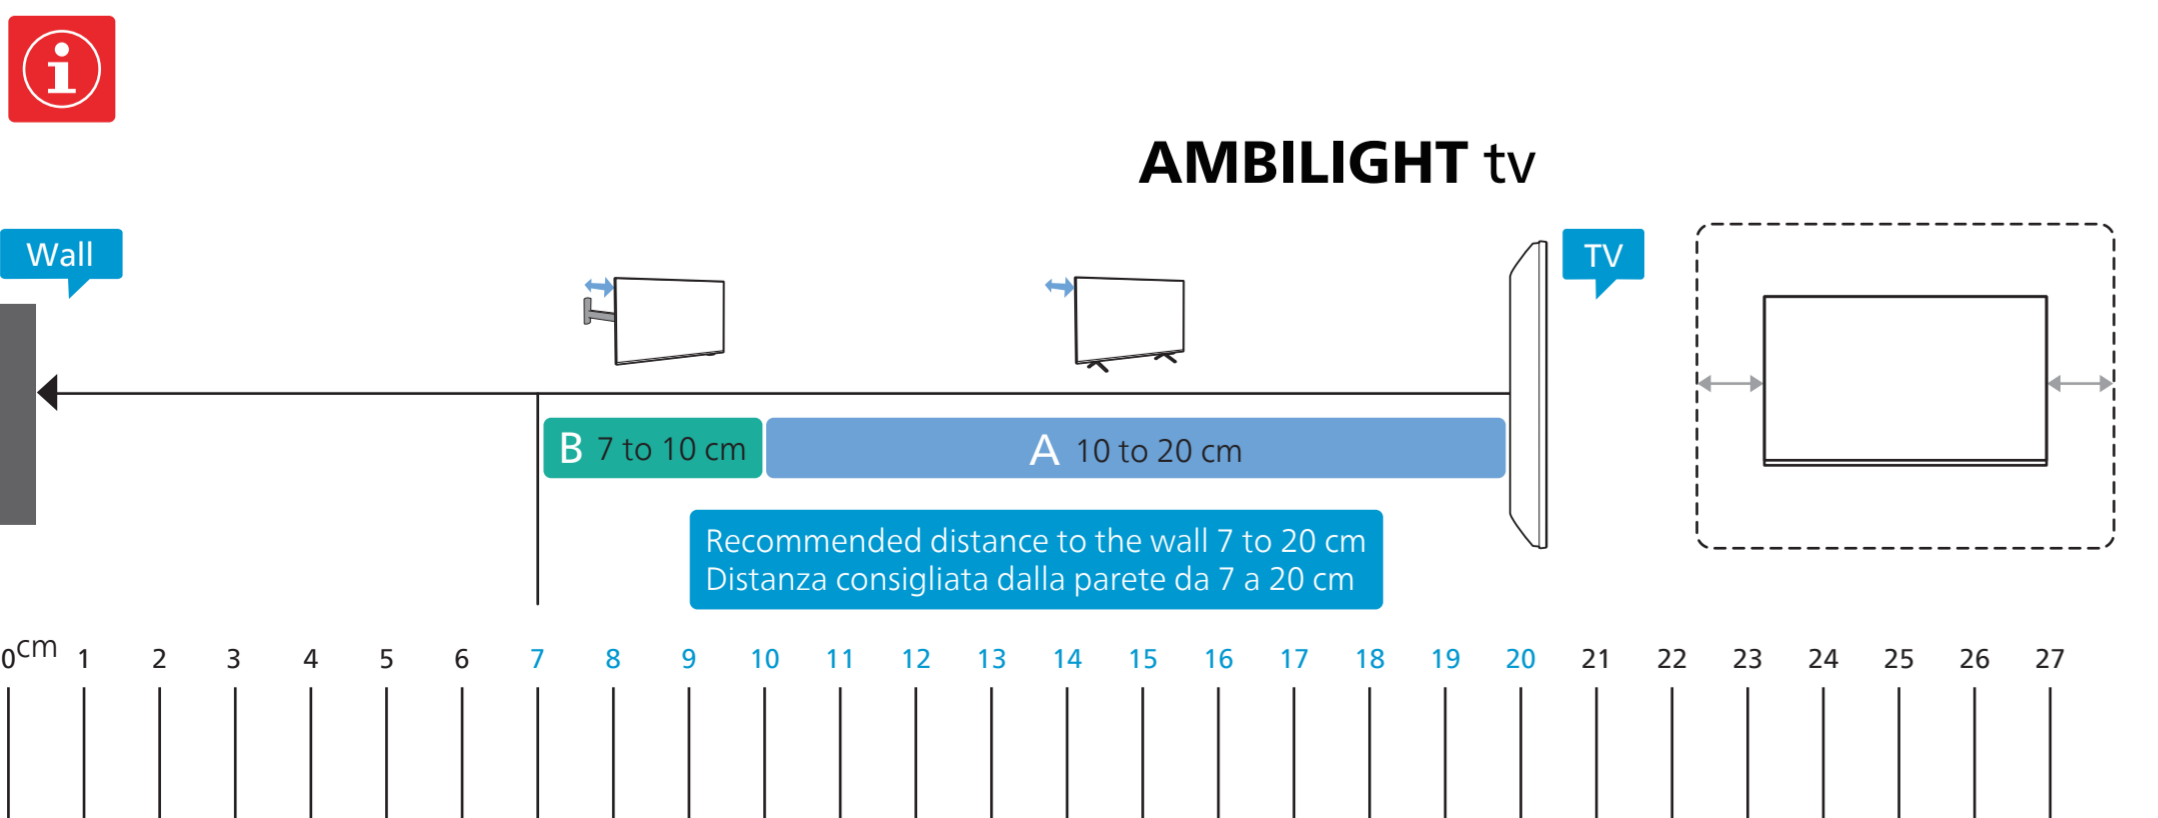 AMBILIGHT tv
Wall
TV
B 7 to 10 cm
A 10 to 20 cm
Recommended distance to the wall 7 to 20 cm
Distanza consigliata dalla parete da 7 a 20 cm
0cm 1 2 3 4 5 6 7 8 9 10 11 12 13 14 15 16 17 18 19 20 21 22 23 24 25 26 27